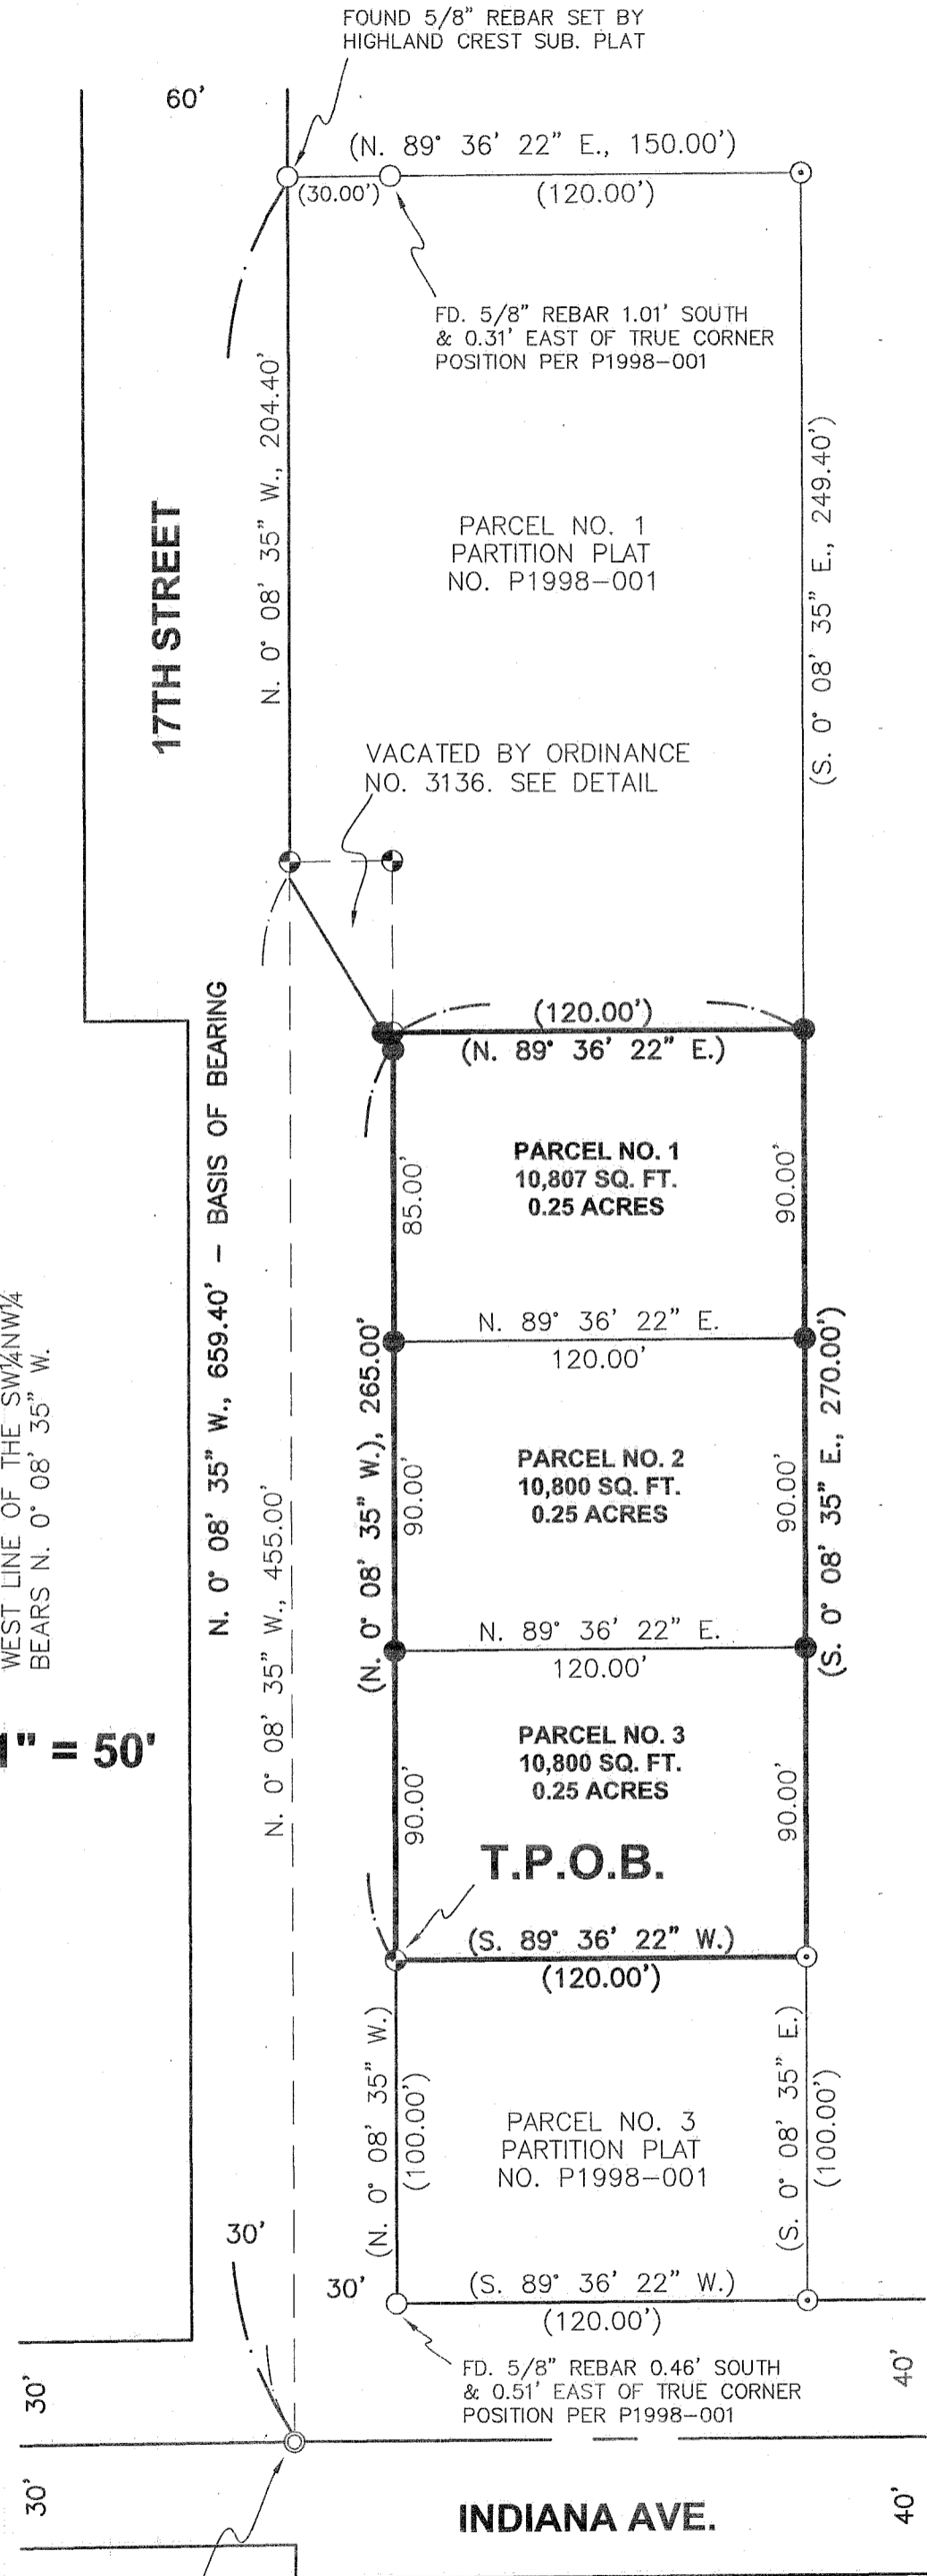 FOUND 5/8" REBAR SET BY
HIGHLAND CREST SUB. PLAT
60'
(N. 89° 36' 22" E., 150.00')
(30.00')
(120.00')
FD. 5/8" REBAR 1.01' SOUTH
& 0.31' EAST OF TRUE CORNER
POSITION PER P1998-001
N. 0° 08' 35" W., 204.40'
(S. 0° 08' 35" E., 249.40')
17TH STREET
PARCEL NO. 1
PARTITION PLAT
NO. P1998-001
VACATED BY ORDINANCE
NO. 3136. SEE DETAIL
(120.00')
(N. 89° 36' 22" E.)
N. 0° 08' 35" W., 659.40' - BASIS OF BEARING
PARCEL NO. 1
10,807 SQ. FT.
0.25 ACRES
85.00'
90.00'
N. 89° 36' 22" E.
120.00'
WEST LINE OF THE SW¼NW¼
BEARS N. 0° 08' 35" W.
N. 0° 08' 35" W., 455.00'
(N. 0° 08' 35" W.), 265.00'
(S. 0° 08' 35" E., 270.00')
PARCEL NO. 2
10,800 SQ. FT.
0.25 ACRES
90.00'
90.00'
N. 89° 36' 22" E.
120.00'
1" = 50'
PARCEL NO. 3
10,800 SQ. FT.
0.25 ACRES
90.00'
90.00'
T.P.O.B.
(S. 89° 36' 22" W.)
(120.00')
(N. 0° 08' 35" W.)
(100.00')
PARCEL NO. 3
PARTITION PLAT
NO. P1998-001
(S. 0° 08' 35" E.)
(100.00')
30'
30'
(S. 89° 36' 22" W.)
(120.00')
FD. 5/8" REBAR 0.46' SOUTH
& 0.51' EAST OF TRUE CORNER
POSITION PER P1998-001
30'
40'
30'
40'
INDIANA AVE.